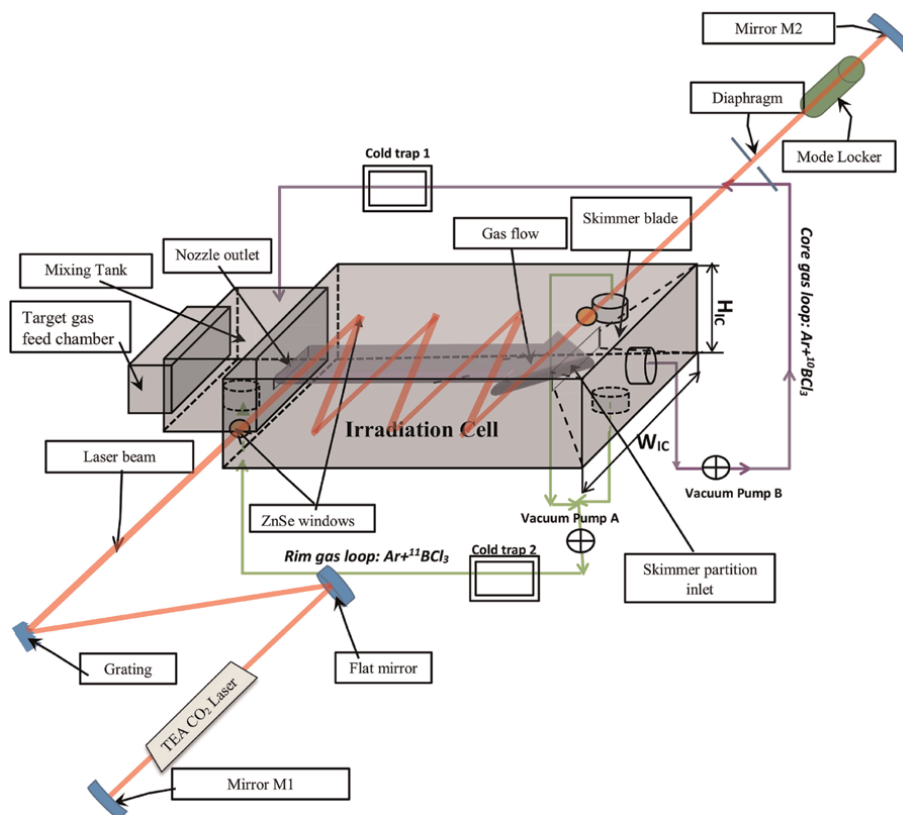 Mirror M2
Diaphragm
Mode Locker
Cold trap 1
Skimmer blade
Gas flow
Nozzle outlet
Mixing Tank
Target gas
feed chamber
H_IC
Core gas loop: Ar+¹⁰BCl₃
Irradiation Cell
W_IC
Laser beam
ZnSe windows
Vacuum Pump B
Vacuum Pump A
Rim gas loop: Ar+¹¹BCl₃
Cold trap 2
Skimmer partition
inlet
Grating
Flat mirror
TEA CO₂ Laser
Mirror M1